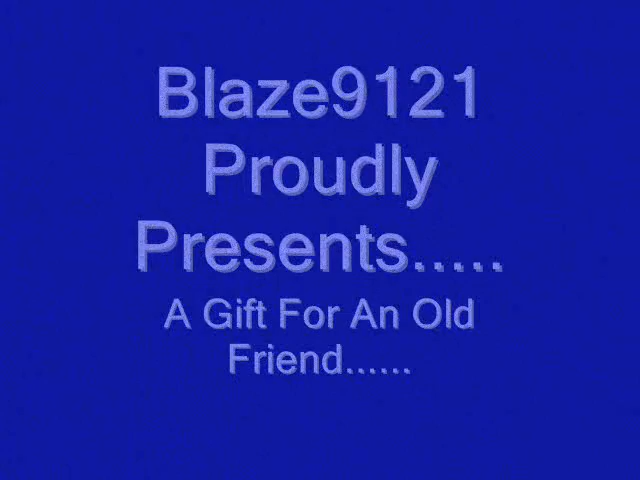 Blaze9121
Proudly
Presents.....
A Gift For An Old
Friend......